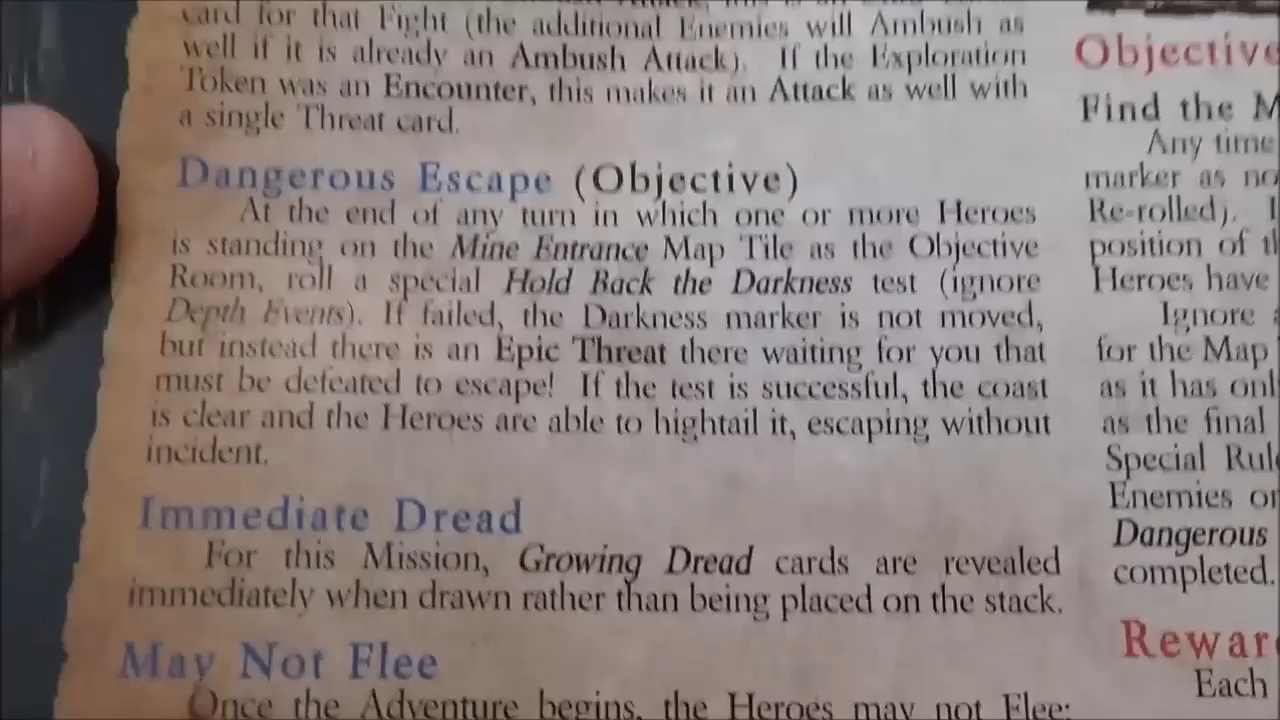 card for that Fight (the additional Enemies will Ambush as
well if it is already an Ambush Attack). If the Exploration
Token was an Encounter, this makes it an Attack as well with
a single Threat card.
Dangerous Escape (Objective)
At the end of any turn in which one or more Heroes
is standing on the Mine Entrance Map Tile as the Objective
Room, roll a special Hold Back the Darkness test (ignore
Depth Events). If failed, the Darkness marker is not moved,
but instead there is an Epic Threat there waiting for you that
must be defeated to escape! If the test is successful, the coast
is clear and the Heroes are able to hightail it, escaping without
incident.
Immediate Dread
For this Mission, Growing Dread cards are revealed
immediately when drawn rather than being placed on the stack.
May Not Flee
Once the Adventure begins, the Heroes may not Flee;
Objective
Find the M
Any time
marker as no
Re-rolled).
position of th
Heroes have
Ignore a
for the Map
as it has onl
as the final
Special Rule
Enemies or
Dangerous
completed.
Rewar
Each